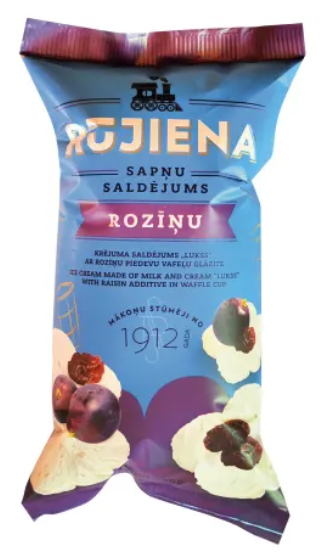 RŪJIENA
SAPŅU
SALDĒJUMS
ROZĪŅU
KRĒJUMA SALDĒJUMS „LUKSS”
AR ROZĪŅU PIEDEVU VAFEĻU GLĀZĪTĒ
ICE CREAM MADE OF MILK AND CREAM "LUKSS"
WITH RAISIN ADDITIVE IN WAFFLE CUP
MĀKOŅU STŪMĒJI NO
1912
GADA